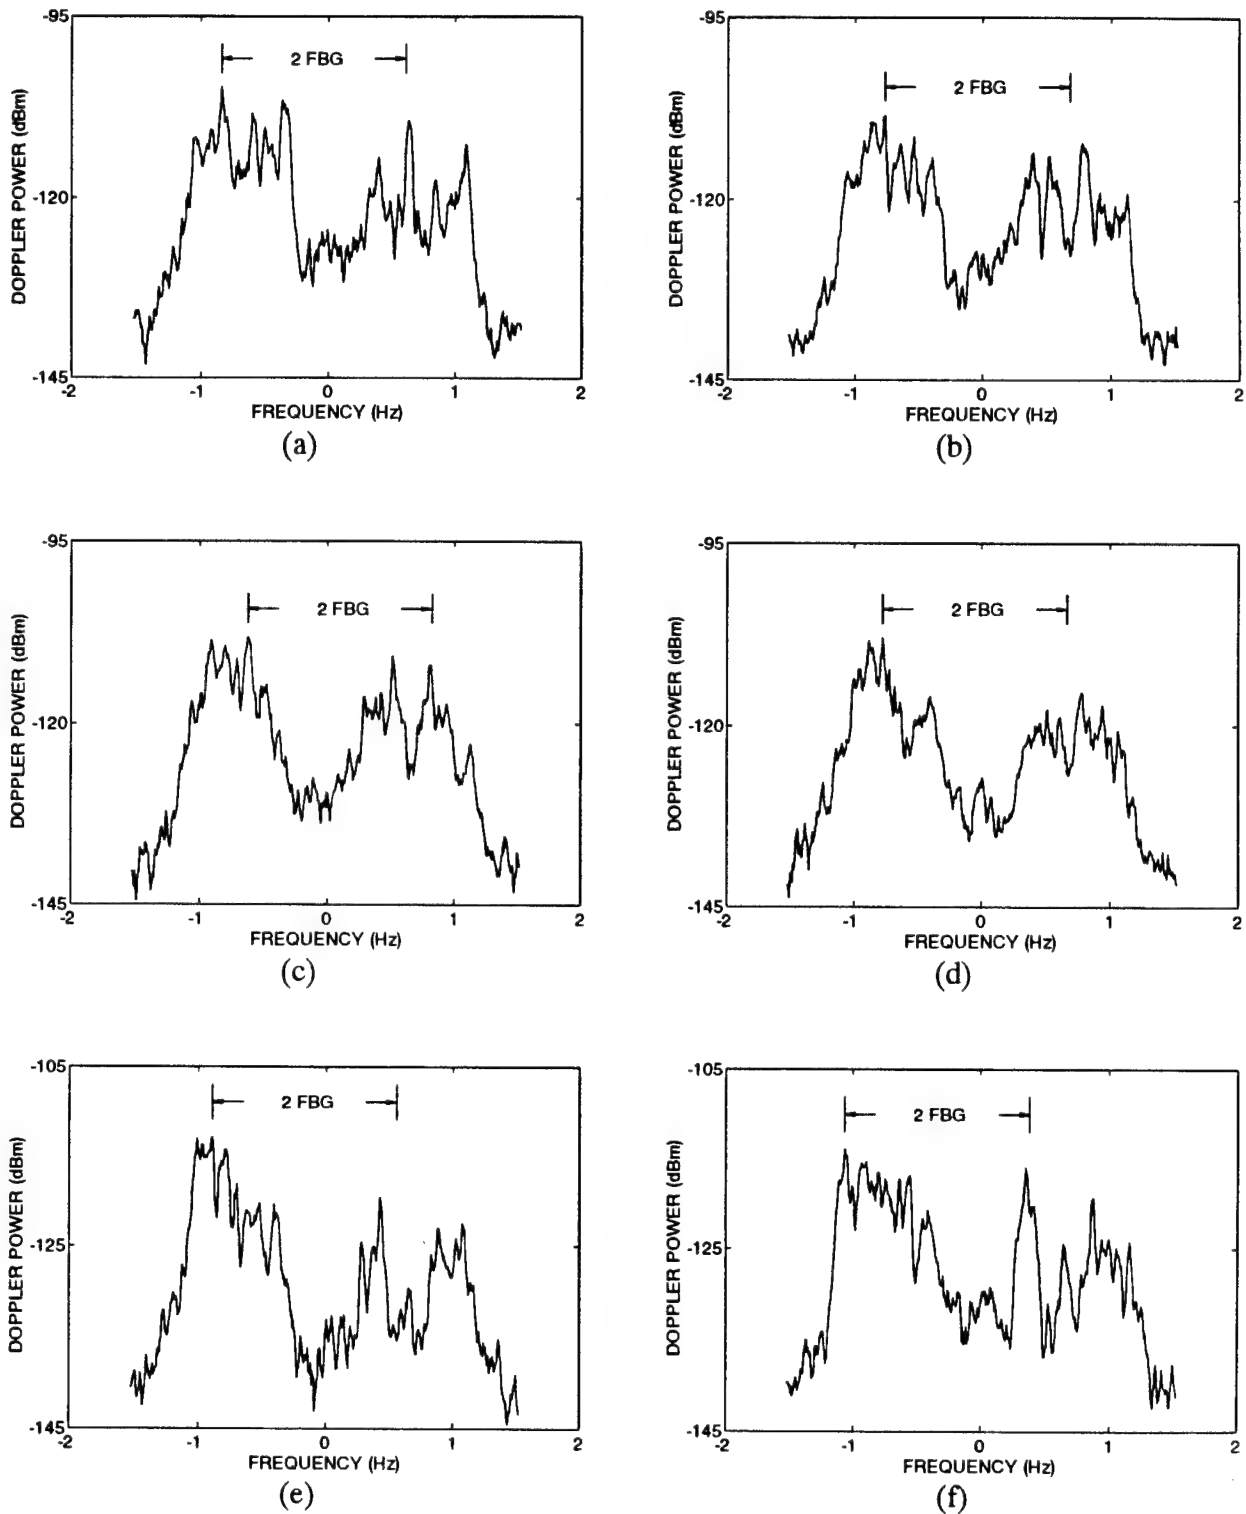 -95
2 FBG
DOPPLER POWER (dBm)
-120
-145
-2
-1
0
1
2
FREQUENCY (Hz)
(a)
-95
2 FBG
DOPPLER POWER (dBm)
-120
-145
-2
-1
0
1
2
FREQUENCY (Hz)
(b)
-95
2 FBG
DOPPLER POWER (dBm)
-120
-145
-2
-1
0
1
2
FREQUENCY (Hz)
(c)
-95
2 FBG
DOPPLER POWER (dBm)
-120
-145
-2
-1
0
1
2
FREQUENCY (Hz)
(d)
-105
2 FBG
DOPPLER POWER (dBm)
-125
-145
-2
-1
0
1
2
FREQUENCY (Hz)
(e)
-105
2 FBG
DOPPLER POWER (dBm)
-125
-145
-2
-1
0
1
2
FREQUENCY (Hz)
(f)